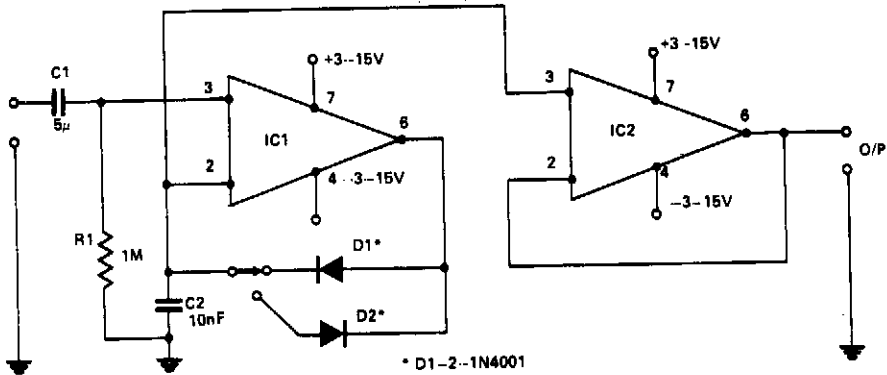 C1
5µ
3
+3--15V
7
IC1
6
2
4 --3--15V
R1
1M
C2
10nF
D1*
D2*
* D1-2--1N4001
3
+3-15V
7
IC2
6
2
4
-3-15V
O/P